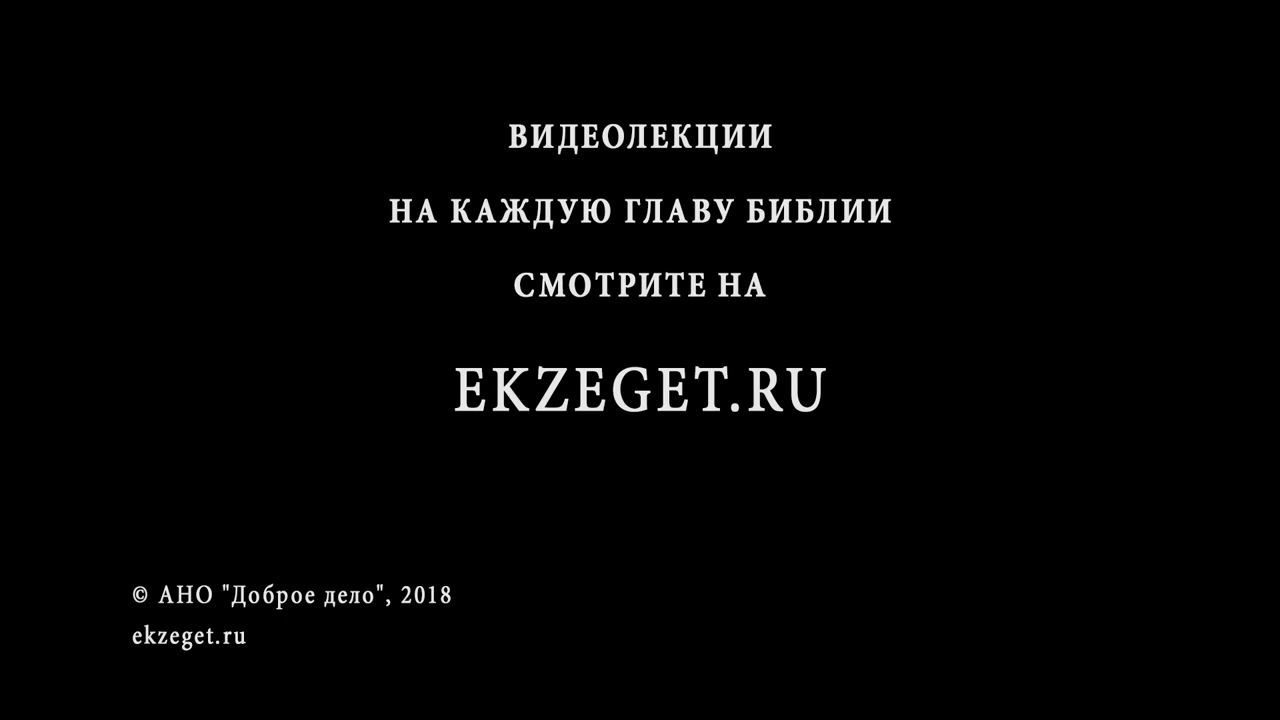 ВИДЕОЛЕКЦИИ
НА КАЖДУЮ ГЛАВУ БИБЛИИ
СМОТРИТЕ НА
EKZEGET.RU
© АНО "Доброе дело", 2018
ekzeget.ru